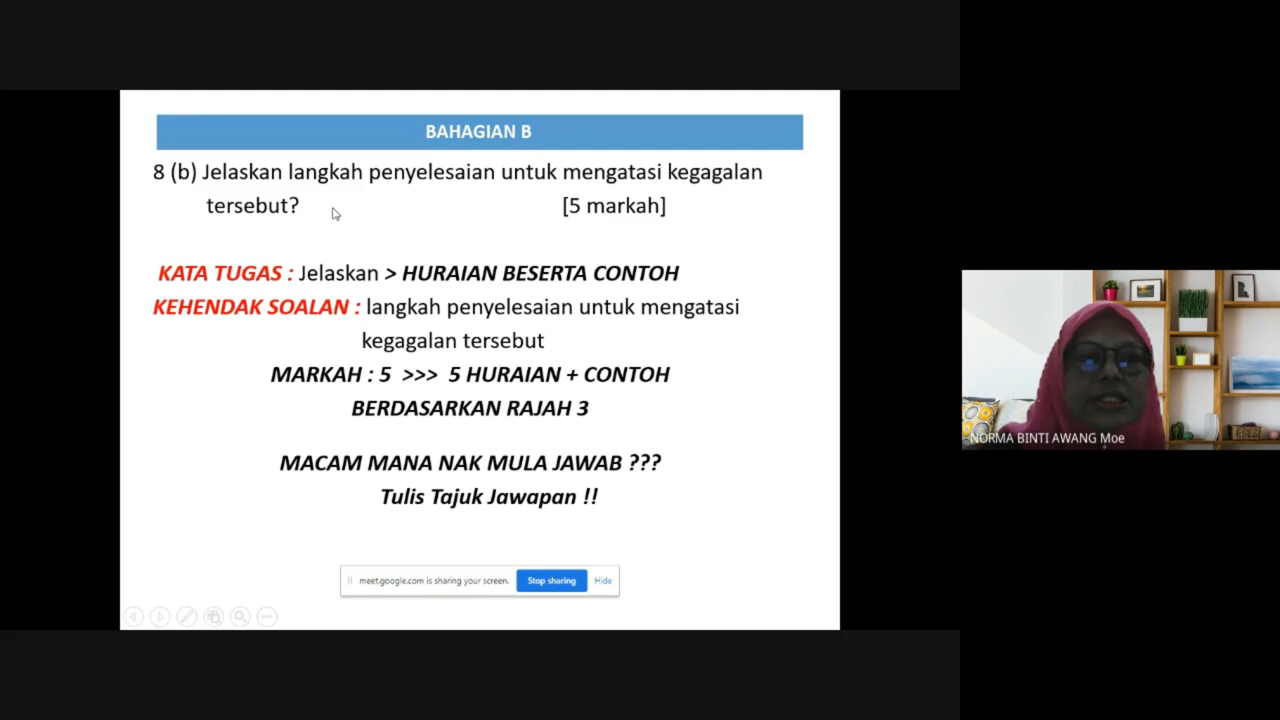 BAHAGIAN B
8 (b) Jelaskan langkah penyelesaian untuk mengatasi kegagalan
tersebut? [5 markah]
KATA TUGAS : Jelaskan > HURAIAN BESERTA CONTOH
KEHENDAK SOALAN : langkah penyelesaian untuk mengatasi
kegagalan tersebut
MARKAH : 5 >>> 5 HURAIAN + CONTOH
BERDASARKAN RAJAH 3
MACAM MANA NAK MULA JAWAB ???
Tulis Tajuk Jawapan !!
meet.google.com is sharing your screen. Stop sharing Hide
NORMA BINTI AWANG Moe